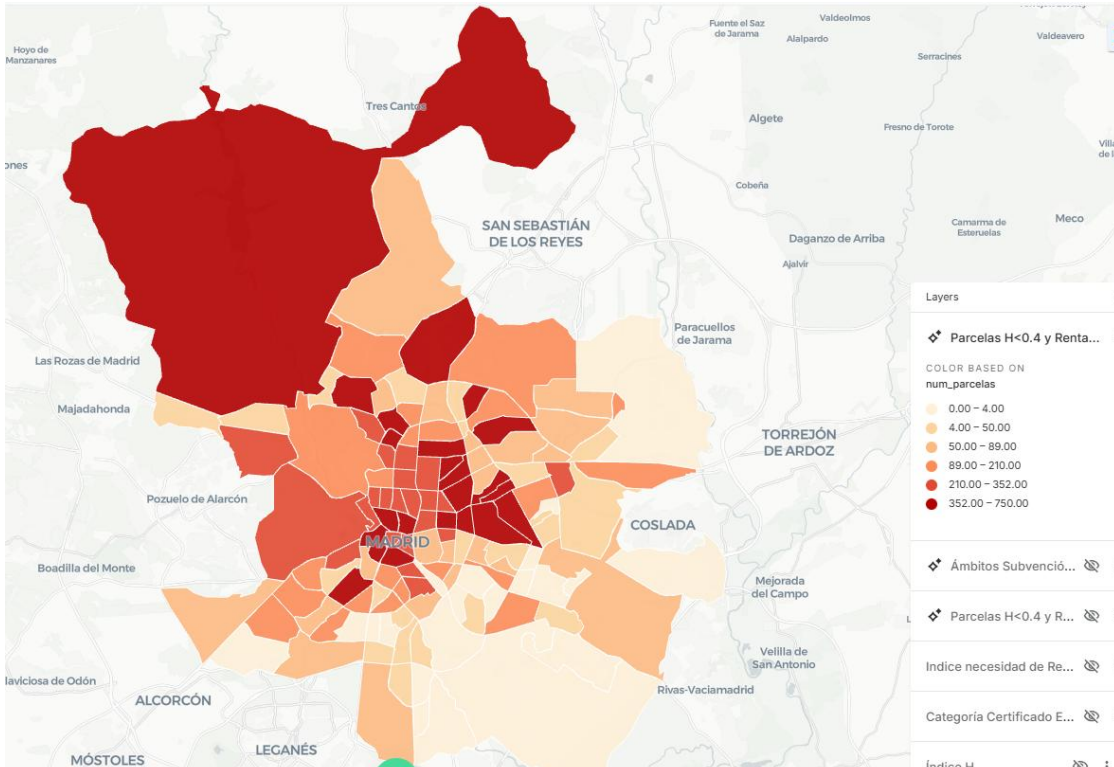 Fuente el Saz
de Jarama
Valdeolmos
Alalpardo
Valdeavero
Serracines
Hoyo de
Manzanares
Tres Cantos
Algete
Fresno de Torote
Cobeña
SAN SEBASTIÁN
DE LOS REYES
Daganzo de Arriba
Camarma de
Esteruelas
Meco
Ajalvir
Paracuellos
de Jarama
Las Rozas de Madrid
Majadahonda
TORREJÓN
DE ARDOZ
Pozuelo de Alarcón
COSLADA
MADRID
Boadilla del Monte
Mejorada
del Campo
Velilla de
San Antonio
Rivas-Vaciamadrid
laviciosa de Odón
ALCORCÓN
LEGANÉS
MÓSTOLES
Layers
Parcelas H<0.4 y Renta...
COLOR BASED ON
num_parcelas
0.00 – 4.00
4.00 – 50.00
50.00 – 89.00
89.00 – 210.00
210.00 – 352.00
352.00 – 750.00
Ámbitos Subvenció...
Parcelas H<0.4 y R...
Indice necesidad de Re...
Categoría Certificado E...
Índice H